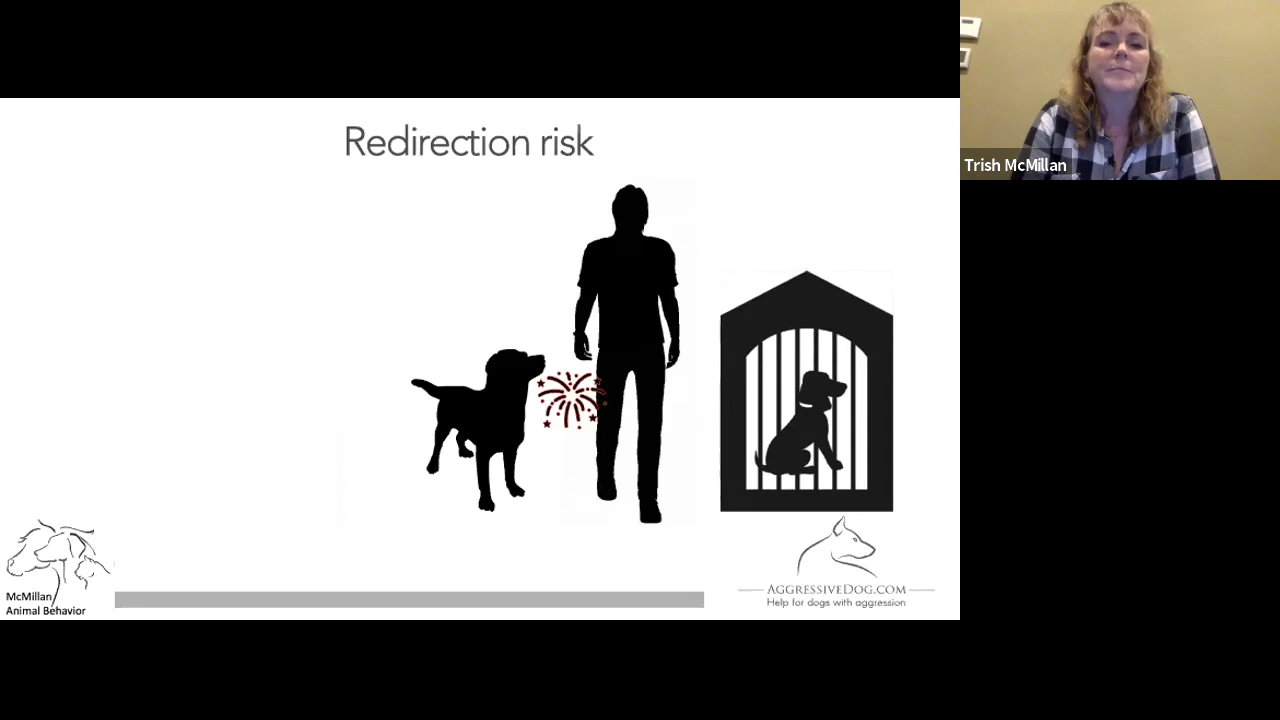 Redirection risk
Trish McMillan
McMillan
Animal Behavior
AGGRESSIVEDOG.COM
Help for dogs with aggression